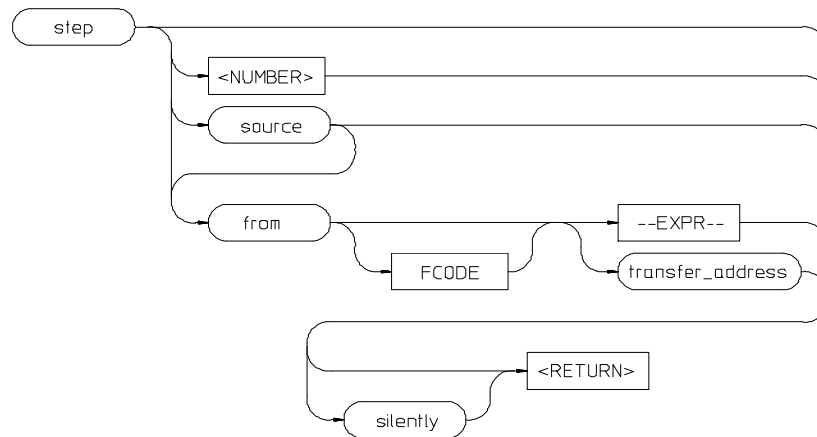 step
<NUMBER>
source
from
--EXPR--
FCODE
transfer_address
<RETURN>
silently